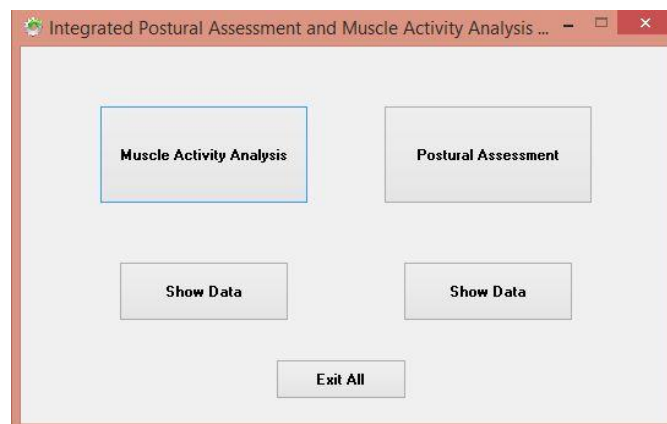 Integrated Postural Assessment and Muscle Activity Analysis ...
Muscle Activity Analysis
Postural Assessment
Show Data
Show Data
Exit All